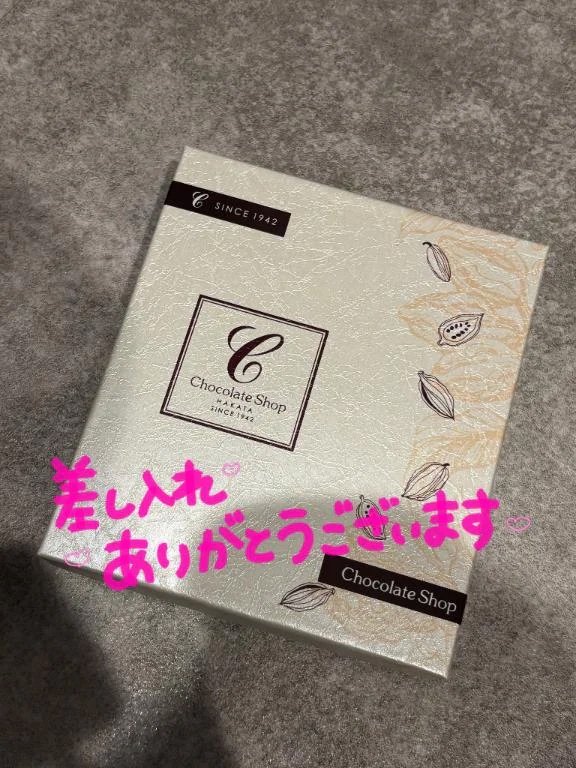 C SINCE 1942
C
Chocolate Shop
HAKATA
SINCE 1942
差し入れ
ありがとうございます
Chocolate Shop